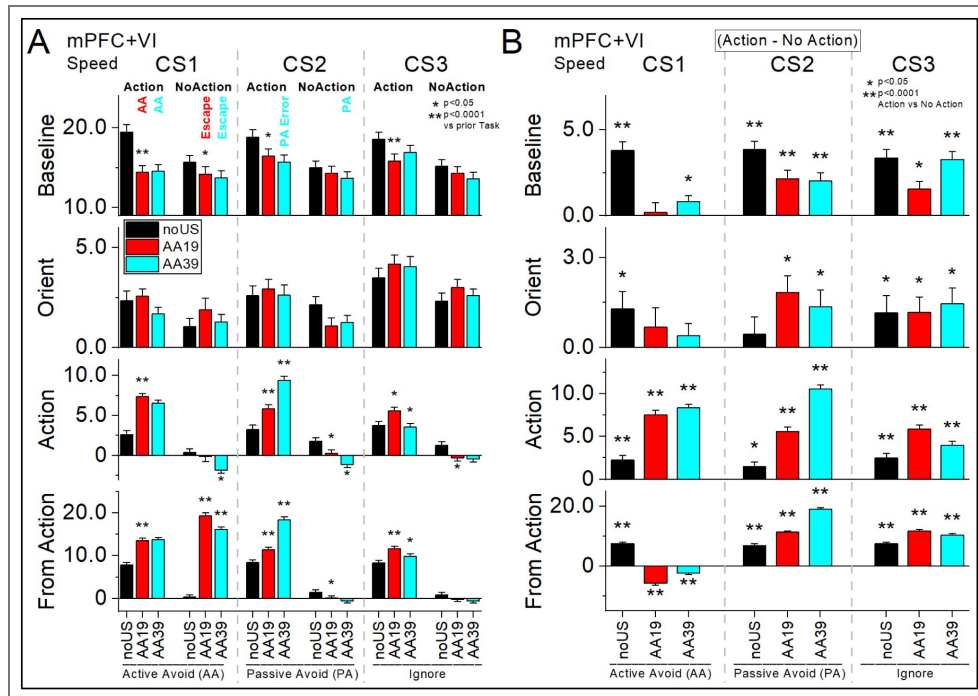 A
mPFC+VI
Speed
CS1
CS2
CS3
Action
NoAction
Action
NoAction
Action
NoAction
AA
AA
Escape
Escape
PA Error
PA
* p<0.05
** p<0.0001
vs prior Task
Baseline
20.0
10.0
** * * **
noUS
AA19
AA39
Orient
5.0
0.0
Action
10.0
5.0
0.0
** * ** ** * * * * *
From Action
20.0
10.0
0
** ** ** ** ** * ** *
noUS AA19 AA39 noUS AA19 AA39 noUS AA19 AA39 noUS AA19 AA39 noUS AA19 AA39 noUS AA19 AA39
Active Avoid (AA)
Passive Avoid (PA)
Ignore
B
mPFC+VI
Speed
(Action - No Action)
CS1
CS2
CS3
* p<0.05
** p<0.0001
Action vs No Action
Baseline
5.0
0.0
** * ** ** ** ** * **
Orient
3.0
0.0
* * * * * *
Action
10.0
5.0
0.0
** ** ** * ** ** ** ** **
From Action
20.0
10.0
0
** ** ** ** ** ** ** ** **
noUS AA19 AA39 noUS AA19 AA39 noUS AA19 AA39
Active Avoid (AA)
Passive Avoid (PA)
Ignore